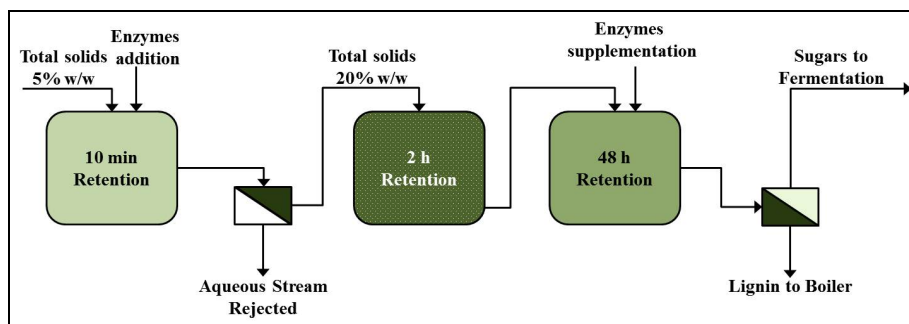 Total solids
5% w/w
Enzymes
addition
10 min
Retention
Aqueous Stream
Rejected
Total solids
20% w/w
2 h
Retention
Enzymes
supplementation
48 h
Retention
Sugars to
Fermentation
Lignin to Boiler